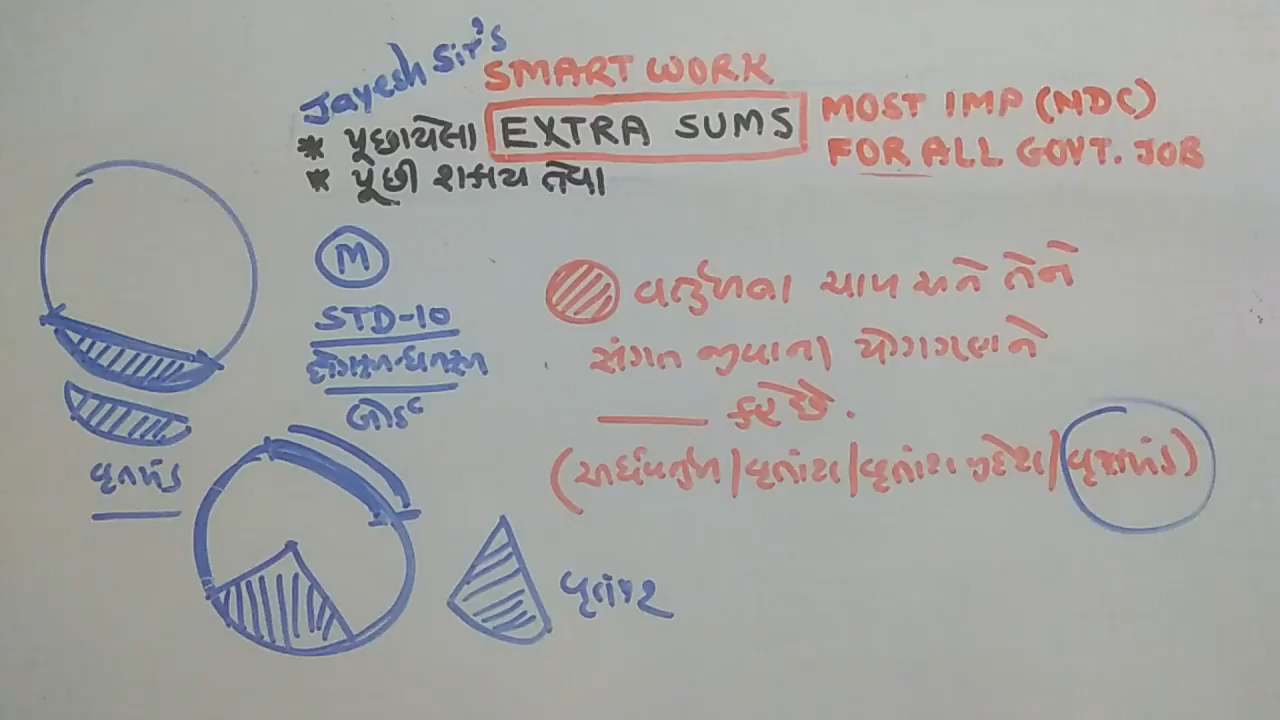 Jayesh Sir's
SMART WORK
* પૂછાયેલા EXTRA SUMS
* પૂછી શકાય તેવા
MOST IMP (NDC)
FOR ALL GOVT. JOB
M
STD-10
બોર્ડ
વર્તુળના ચાપ અને તેને
સંગત જીવાના યોગગણને
_____ કહે છે.
(અર્ધવર્તુળ / વૃતાંશ / વૃતાંશ પ્રદેશ / વૃતખંડ)
વૃતખંડ
વૃતાંશ